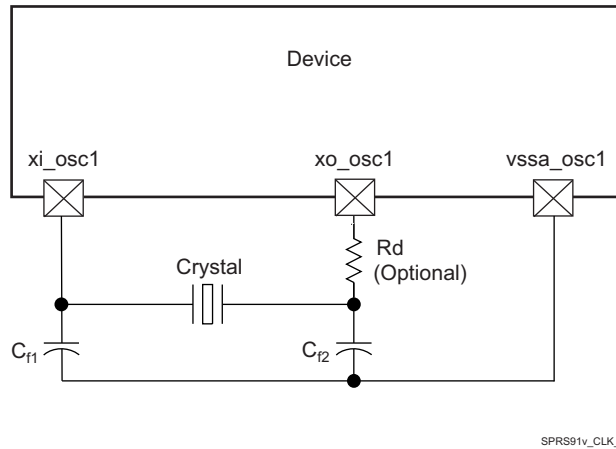 Device
xi_osc1
xo_osc1
vssa_osc1
Rd
(Optional)
Crystal
Cf1
Cf2
SPRS91v_CLK_